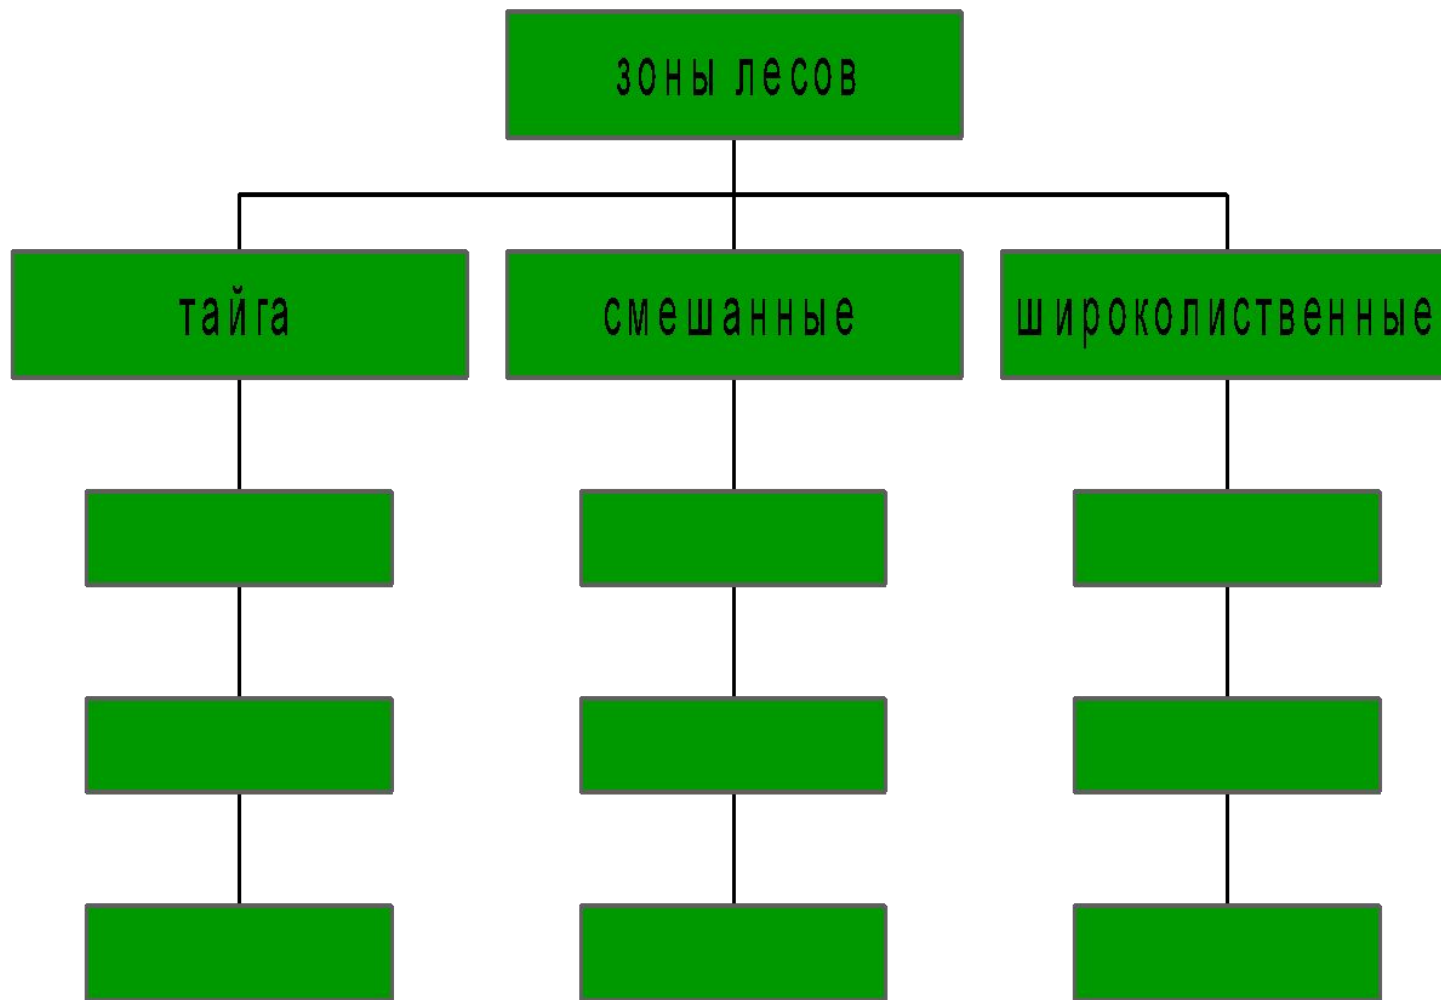 зоны лесов
тайга
смешанные
широколиственные